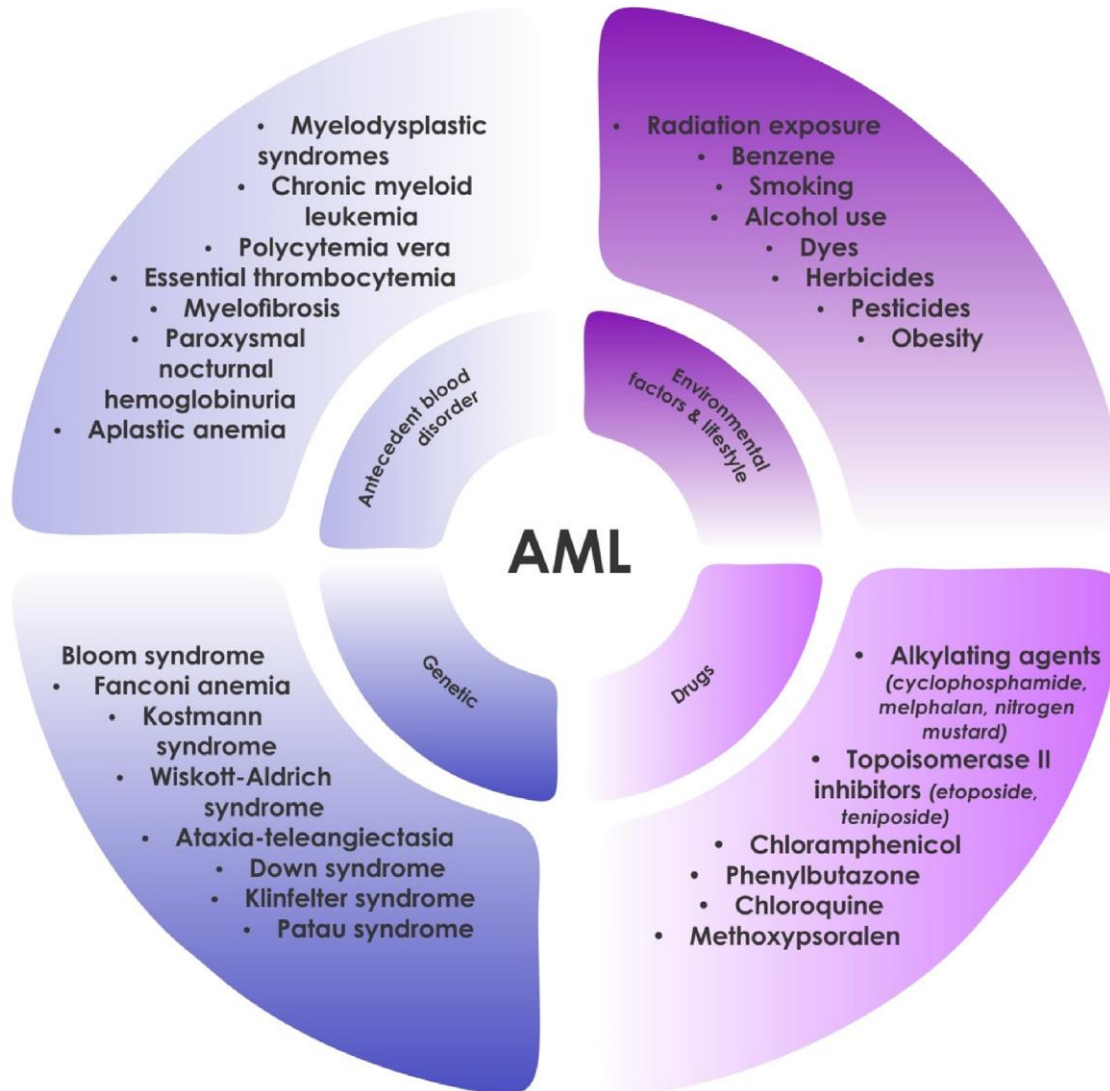 • Myelodysplastic
syndromes
• Chronic myeloid
leukemia
• Polycytemia vera
• Essential thrombocytemia
• Myelofibrosis
• Paroxysmal
nocturnal
hemoglobinuria
• Aplastic anemia
Antecedent blood
disorder
• Radiation exposure
• Benzene
• Smoking
• Alcohol use
• Dyes
• Herbicides
• Pesticides
• Obesity
Environmental
factors & lifestyle
AML
Bloom syndrome
• Fanconi anemia
• Kostmann
syndrome
• Wiskott-Aldrich
syndrome
• Ataxia-teleangiectasia
• Down syndrome
• Klinfelter syndrome
• Patau syndrome
Genetic
Drugs
• Alkylating agents
(cyclophosphamide,
melphalan, nitrogen
mustard)
• Topoisomerase II
inhibitors (etoposide,
teniposide)
• Chloramphenicol
• Phenylbutazone
• Chloroquine
• Methoxypsoralen